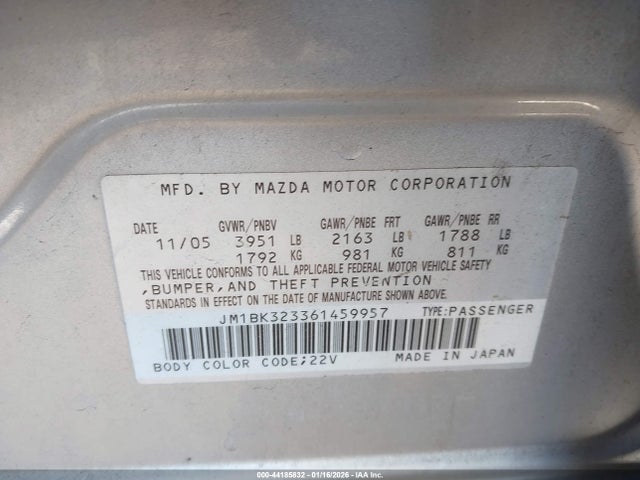 MFD. BY MAZDA MOTOR CORPORATION
DATE GVWR/PNBV GAWR/PNBE FRT GAWR/PNBE RR
11/05 3951 LB 2163 LB 1788 LB
1792 KG 981 KG 811 KG
THIS VEHICLE CONFORMS TO ALL APPLICABLE FEDERAL MOTOR VEHICLE SAFETY
,BUMPER,AND THEFT PREVENTION
STANDARDS IN EFFECT ON THE DATE OF MANUFACTURE SHOWN ABOVE.
JM1BK323361459957 TYPE:PASSENGER
BODY COLOR CODE;22V MADE IN JAPAN
000-44185832 - 01/16/2026 - IAAI.com